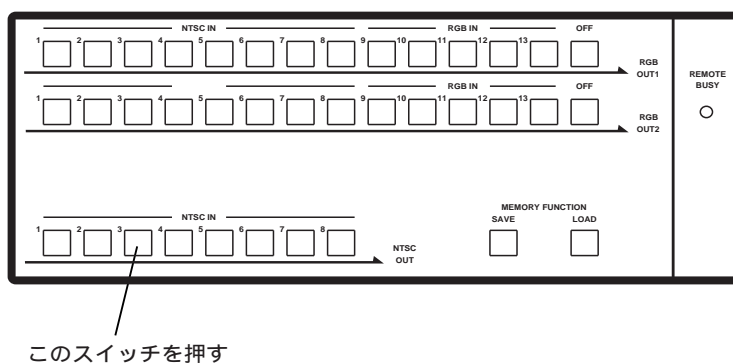 NTSC IN RGB IN OFF
1 2 3 4 5 6 7 8 9 10 11 12 13
RGB
OUT1
REMOTE
BUSY
RGB IN OFF
1 2 3 4 5 6 7 8 9 10 11 12 13
RGB
OUT2
NTSC IN
1 2 3 4 5 6 7 8
NTSC
OUT
MEMORY FUNCTION
SAVE LOAD
このスイッチを押す